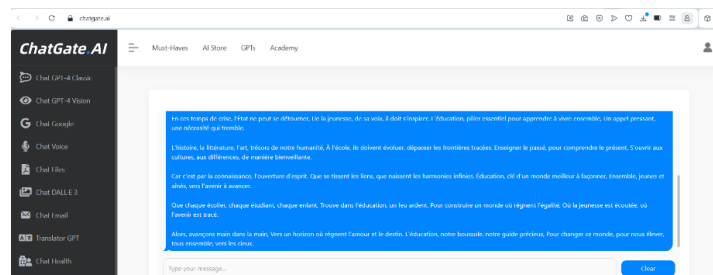 chatgate.ai
ChatGate.AI
Must-Haves AI Store GPTs Academy
Chat GPT-4 Classic
Chat GPT-4 Vision
Chat Google
Chat Voice
Chat Files
Chat DALL-E 3
Chat Email
Translator GPT
Chat Health
En ces temps de crise, l'État ne peut se détourner, De la jeunesse, de sa voix, il doit s'inspirer. L'éducation, pilier essentiel pour apprendre à vivre ensemble, Un appel pressant,
une nécessité qui tremble.
L'histoire, la littérature, l'art, trésors de notre humanité, À l'école, ils doivent évoluer, dépasser les frontières tracées. Enseigner le passé, pour comprendre le présent, S'ouvrir aux
cultures, aux différences, de manière bienveillante.
Car c'est par la connaissance, l'ouverture d'esprit, Que se tissent les liens, que naissent les harmonies infinies. Éducation, clé d'un monde meilleur à façonner, Ensemble, jeunes et
aînés, vers l'avenir à avancer.
Que chaque écolier, chaque étudiant, chaque enfant, Trouve dans l'éducation, un feu ardent. Pour construire un monde où règnent l'égalité, Où la jeunesse est écoutée, où
l'avenir est tracé.
Alors, avançons main dans la main, Vers un horizon où règnent l'amour et le destin. L'éducation, notre boussole, notre guide précieux, Pour changer ce monde, pour nous élever,
tous ensemble, vers les cieux.
Type your message...
Clear